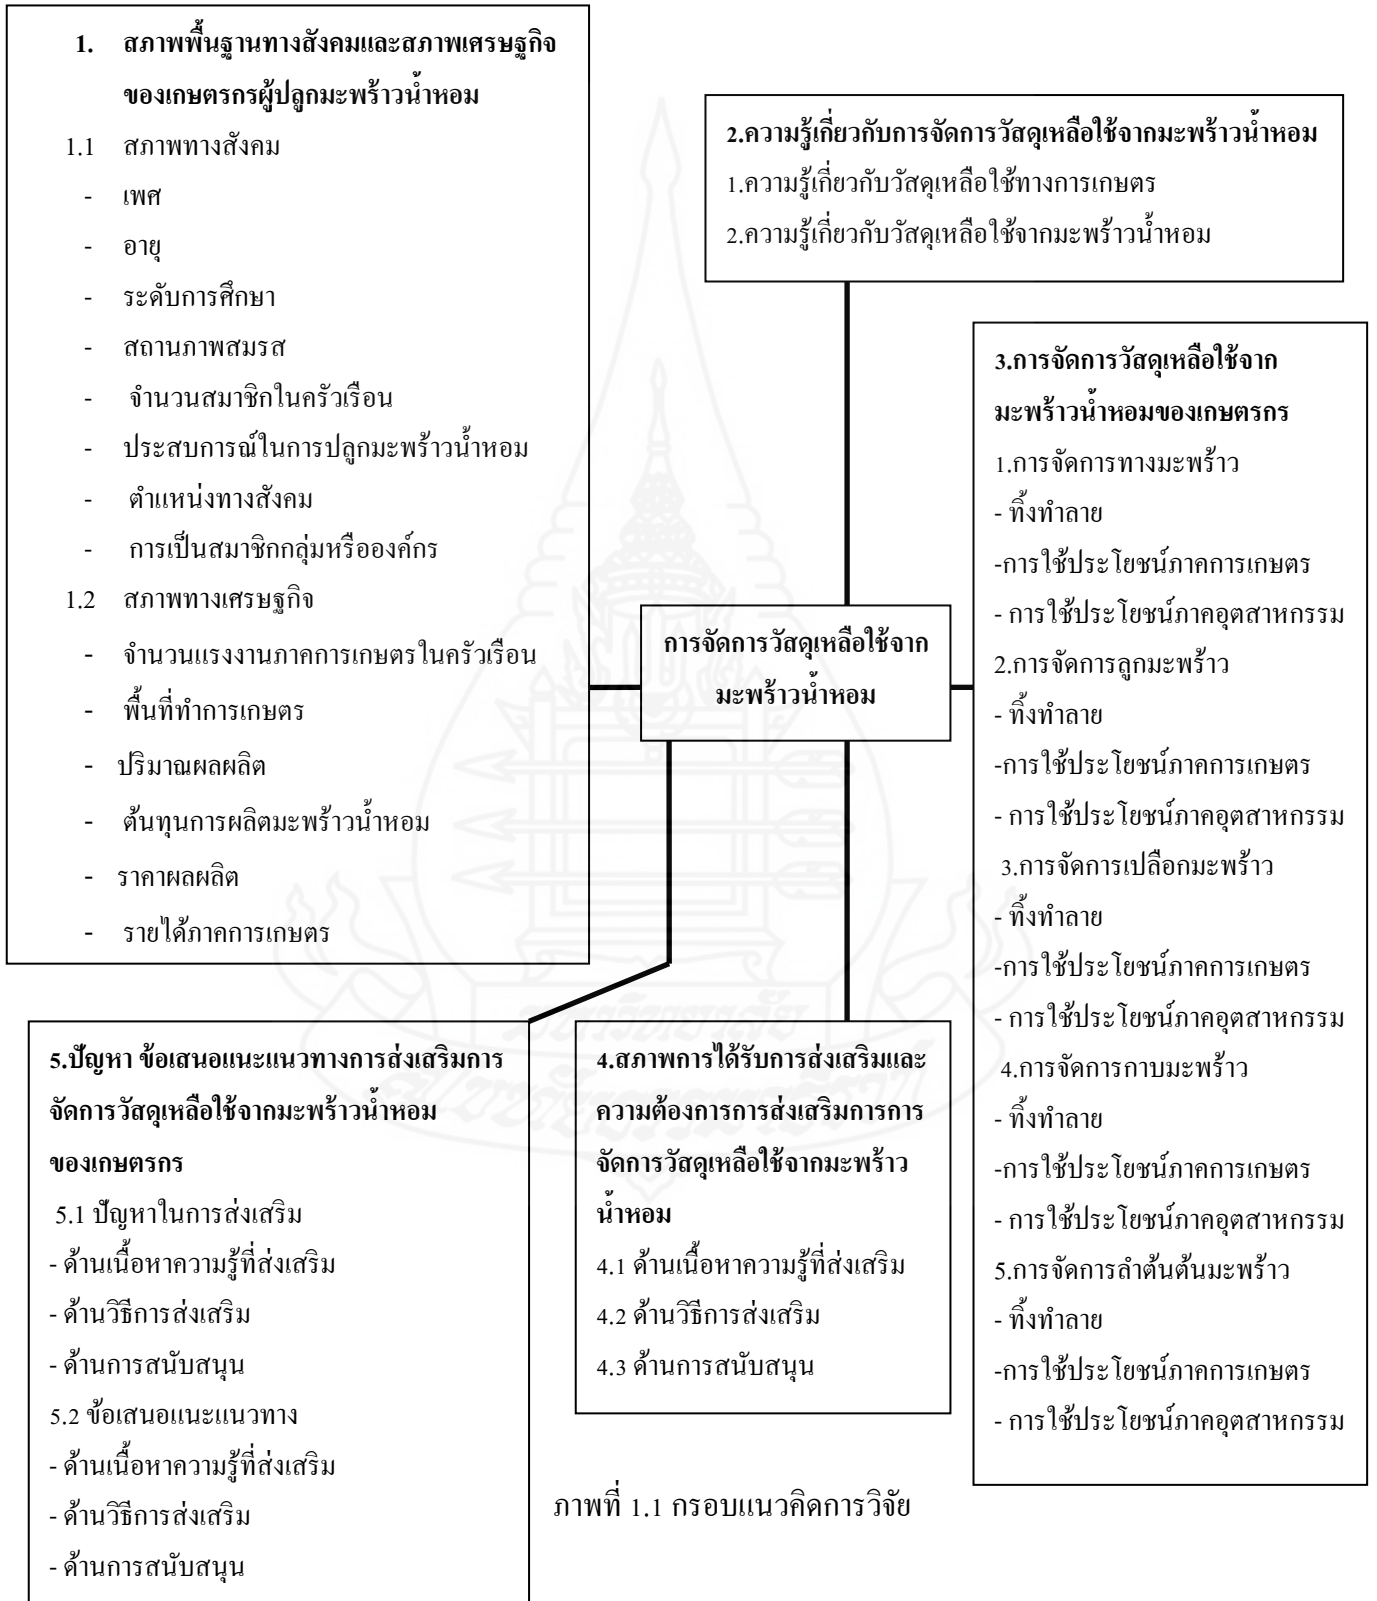 1. สภาพพื้นฐานทางสังคมและสภาพเศรษฐกิจ
ของเกษตรกรผู้ปลูกมะพร้าวน้ำหอม
1.1 สภาพทางสังคม
- เพศ
- อายุ
- ระดับการศึกษา
- สถานภาพสมรส
- จำนวนสมาชิกในครัวเรือน
- ประสบการณ์ในการปลูกมะพร้าวน้ำหอม
- ตำแหน่งทางสังคม
- การเป็นสมาชิกกลุ่มหรือองค์กร
1.2 สภาพทางเศรษฐกิจ
- จำนวนแรงงานภาคการเกษตรในครัวเรือน
- พื้นที่ทำการเกษตร
- ปริมาณผลผลิต
- ต้นทุนการผลิตมะพร้าวน้ำหอม
- ราคาผลผลิต
- รายได้ภาคการเกษตร
2.ความรู้เกี่ยวกับการจัดการวัสดุเหลือใช้จากมะพร้าวน้ำหอม
1.ความรู้เกี่ยวกับวัสดุเหลือใช้ทางการเกษตร
2.ความรู้เกี่ยวกับวัสดุเหลือใช้จากมะพร้าวน้ำหอม
การจัดการวัสดุเหลือใช้จาก
มะพร้าวน้ำหอม
3.การจัดการวัสดุเหลือใช้จาก
มะพร้าวน้ำหอมของเกษตรกร
1.การจัดการทางมะพร้าว
- ทิ้งทำลาย
-การใช้ประโยชน์ภาคการเกษตร
- การใช้ประโยชน์ภาคอุตสาหกรรม
2.การจัดการลูกมะพร้าว
- ทิ้งทำลาย
-การใช้ประโยชน์ภาคการเกษตร
- การใช้ประโยชน์ภาคอุตสาหกรรม
3.การจัดการเปลือกมะพร้าว
- ทิ้งทำลาย
-การใช้ประโยชน์ภาคการเกษตร
- การใช้ประโยชน์ภาคอุตสาหกรรม
4.การจัดการกาบมะพร้าว
- ทิ้งทำลาย
-การใช้ประโยชน์ภาคการเกษตร
- การใช้ประโยชน์ภาคอุตสาหกรรม
5.การจัดการลำต้นต้นมะพร้าว
- ทิ้งทำลาย
-การใช้ประโยชน์ภาคการเกษตร
- การใช้ประโยชน์ภาคอุตสาหกรรม
5.ปัญหา ข้อเสนอแนะแนวทางการส่งเสริมการ
จัดการวัสดุเหลือใช้จากมะพร้าวน้ำหอม
ของเกษตรกร
5.1 ปัญหาในการส่งเสริม
- ด้านเนื้อหาความรู้ที่ส่งเสริม
- ด้านวิธีการส่งเสริม
- ด้านการสนับสนุน
5.2 ข้อเสนอแนะแนวทาง
- ด้านเนื้อหาความรู้ที่ส่งเสริม
- ด้านวิธีการส่งเสริม
- ด้านการสนับสนุน
4.สภาพการได้รับการส่งเสริมและ
ความต้องการการส่งเสริมการการ
จัดการวัสดุเหลือใช้จากมะพร้าว
น้ำหอม
4.1 ด้านเนื้อหาความรู้ที่ส่งเสริม
4.2 ด้านวิธีการส่งเสริม
4.3 ด้านการสนับสนุน
มหาวิทยาลัย
สุโขทัยธรรมาธิราช
ภาพที่ 1.1 กรอบแนวคิดการวิจัย